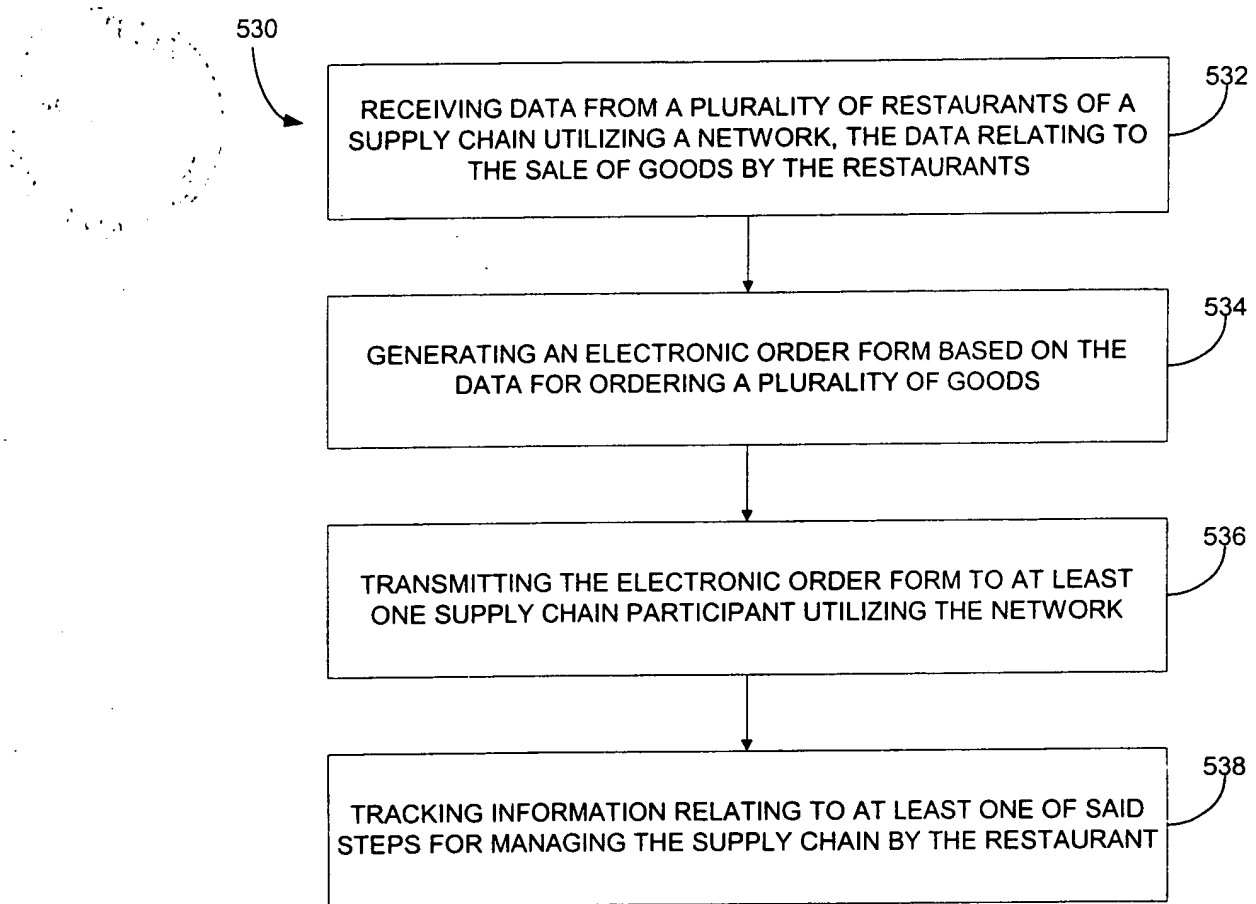 530
532
RECEIVING DATA FROM A PLURALITY OF RESTAURANTS OF A
SUPPLY CHAIN UTILIZING A NETWORK, THE DATA RELATING TO
THE SALE OF GOODS BY THE RESTAURANTS
534
GENERATING AN ELECTRONIC ORDER FORM BASED ON THE
DATA FOR ORDERING A PLURALITY OF GOODS
536
TRANSMITTING THE ELECTRONIC ORDER FORM TO AT LEAST
ONE SUPPLY CHAIN PARTICIPANT UTILIZING THE NETWORK
538
TRACKING INFORMATION RELATING TO AT LEAST ONE OF SAID
STEPS FOR MANAGING THE SUPPLY CHAIN BY THE RESTAURANT